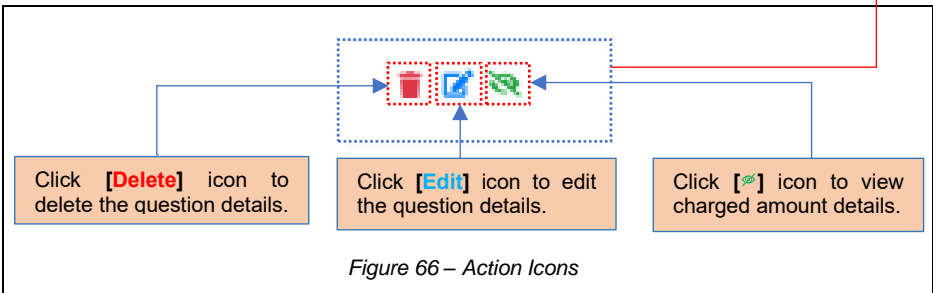 Click [Delete] icon to
delete the question details.
Click [Edit] icon to edit
the question details.
Click [] icon to view
charged amount details.
Figure 66 – Action Icons